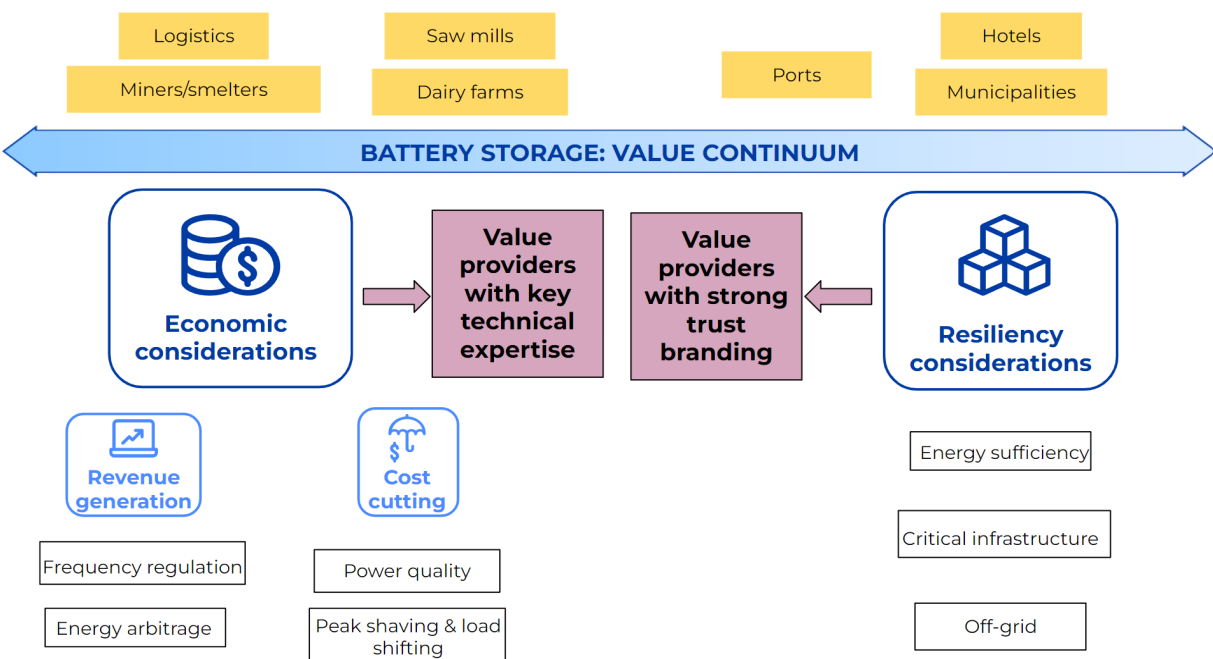 Logistics
Saw mills
Hotels
Miners/smelters
Dairy farms
Ports
Municipalities
BATTERY STORAGE: VALUE CONTINUUM
Economic
considerations
Value
providers
with key
technical
expertise
Value
providers
with strong
trust
branding
Resiliency
considerations
Revenue
generation
$
Cost
cutting
Energy sufficiency
Critical infrastructure
Off-grid
Frequency regulation
Energy arbitrage
Power quality
Peak shaving & load
shifting